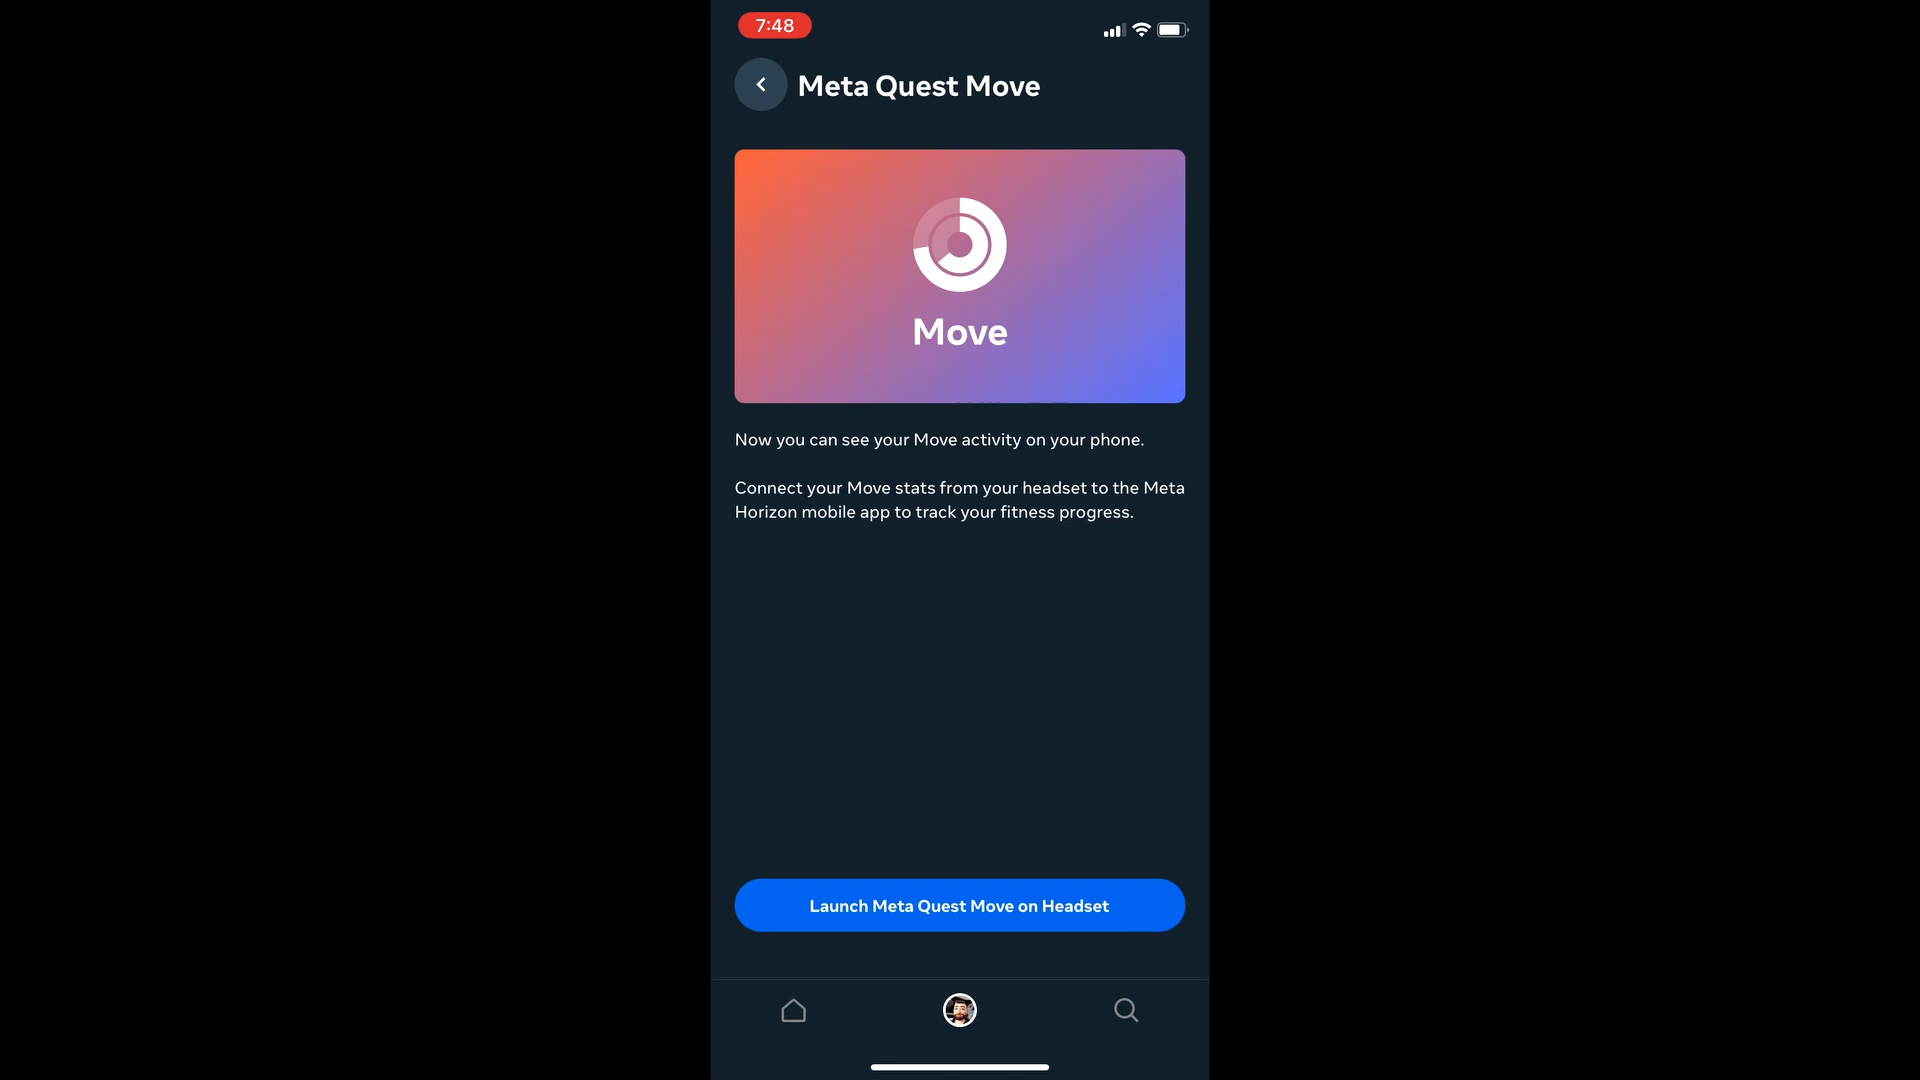 7:48
Meta Quest Move
Move
Now you can see your Move activity on your phone.
Connect your Move stats from your headset to the Meta
Horizon mobile app to track your fitness progress.
Launch Meta Quest Move on Headset